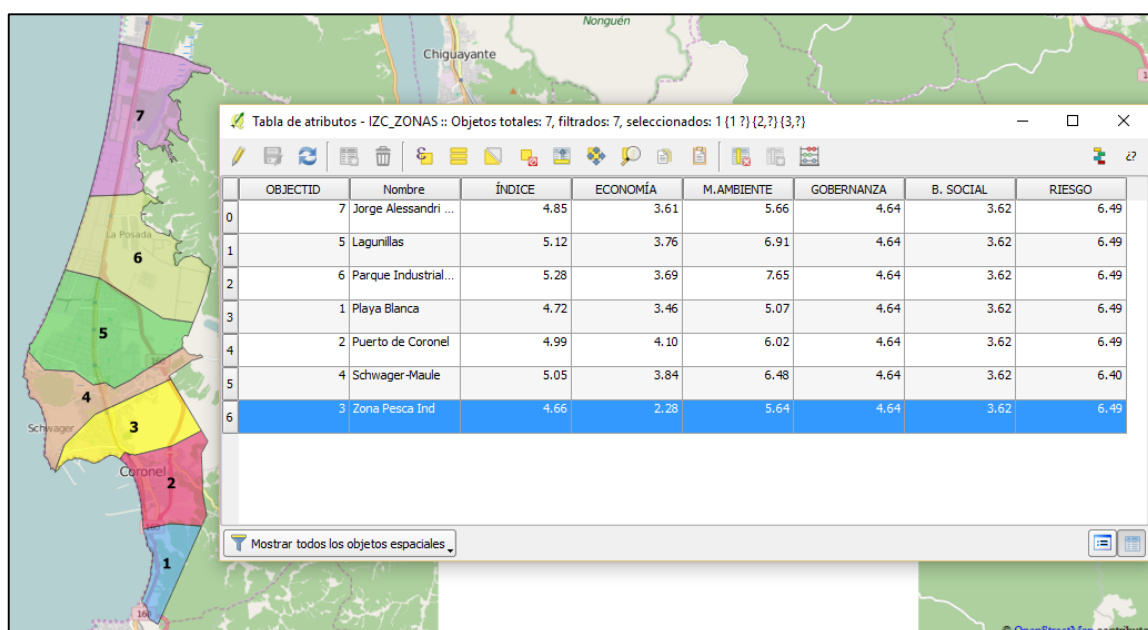 Nonguén
Chiguayante
7
La Posada
6
5
160
4
Schwager
3
Coronel
2
1
160
Tabla de atributos - IZC_ZONAS :: Objetos totales: 7, filtrados: 7, seleccionados: 1 {1 ?} {2,?} {3,?}
OBJECTID Nombre ÍNDICE ECONOMÍA M.AMBIENTE GOBERNANZA B. SOCIAL RIESGO
0 7 Jorge Alessandri ... 4.85 3.61 5.66 4.64 3.62 6.49
1 5 Lagunillas 5.12 3.76 6.91 4.64 3.62 6.49
2 6 Parque Industrial... 5.28 3.69 7.65 4.64 3.62 6.49
3 1 Playa Blanca 4.72 3.46 5.07 4.64 3.62 6.49
4 2 Puerto de Coronel 4.99 4.10 6.02 4.64 3.62 6.49
5 4 Schwager-Maule 5.05 3.84 6.48 4.64 3.62 6.40
6 3 Zona Pesca Ind 4.66 2.28 5.64 4.64 3.62 6.49
Mostrar todos los objetos espaciales
© OpenStreetMap contributo